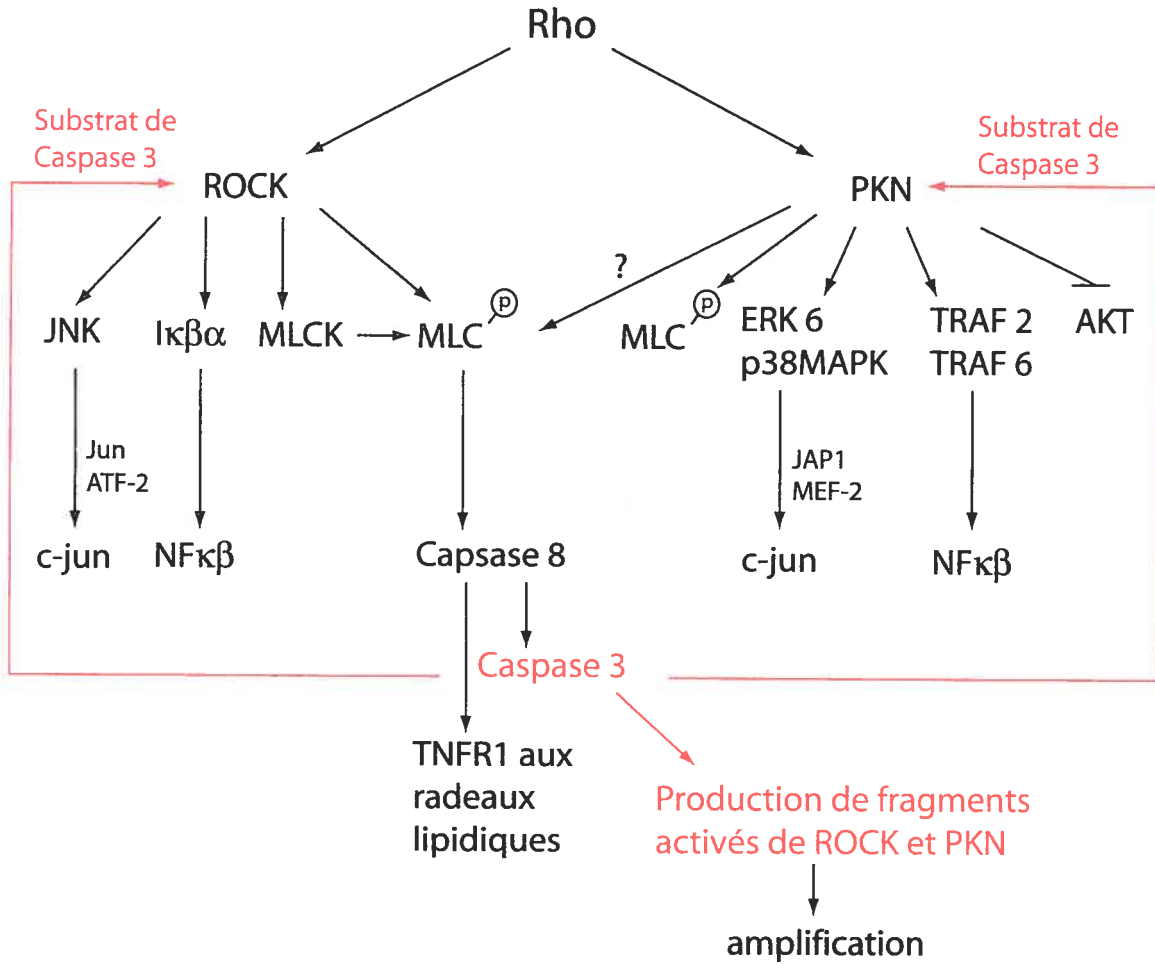 Rho
Substrat de
Caspase 3
Substrat de
Caspase 3
ROCK
PKN
?
JNK
Iκβα
MLCK
MLC
p
MLC
p
ERK 6
p38MAPK
TRAF 2
TRAF 6
AKT
Jun
ATF-2
JAP1
MEF-2
c-jun
NFκβ
Capsase 8
c-jun
NFκβ
Caspase 3
TNFR1 aux
radeaux
lipidiques
Production de fragments
activés de ROCK et PKN
amplification